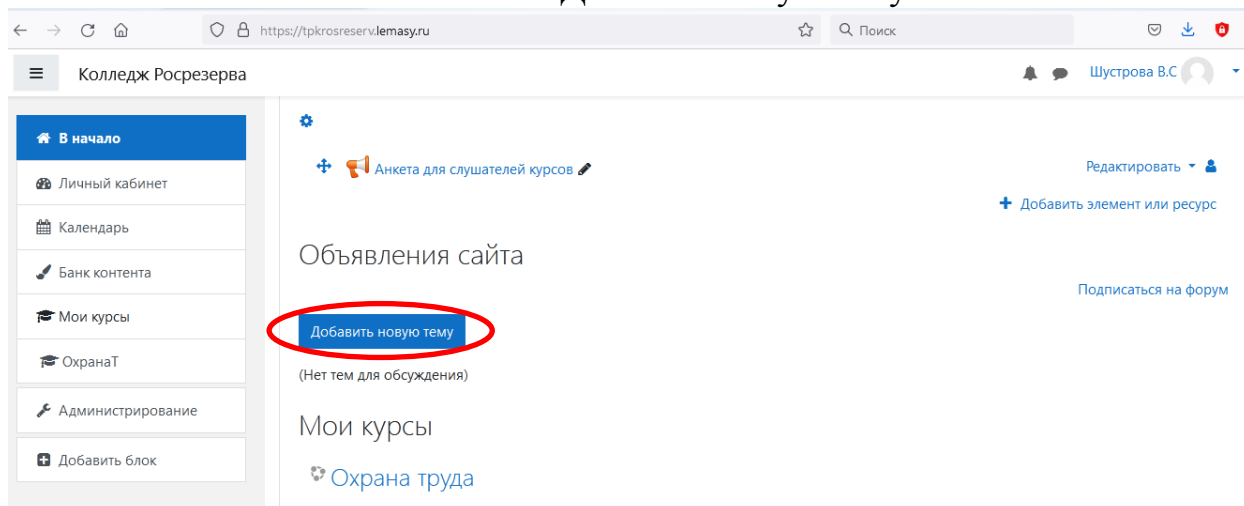 https://tpkrosreserv.lemasy.ru
Поиск
Колледж Росрезерва
Шустрова В.С
В начало
Личный кабинет
Календарь
Банк контента
Мои курсы
ОхранаТ
Администрирование
Добавить блок
Анкета для слушателей курсов
Редактировать
Добавить элемент или ресурс
Объявления сайта
Подписаться на форум
Добавить новую тему
(Нет тем для обсуждения)
Мои курсы
Охрана труда